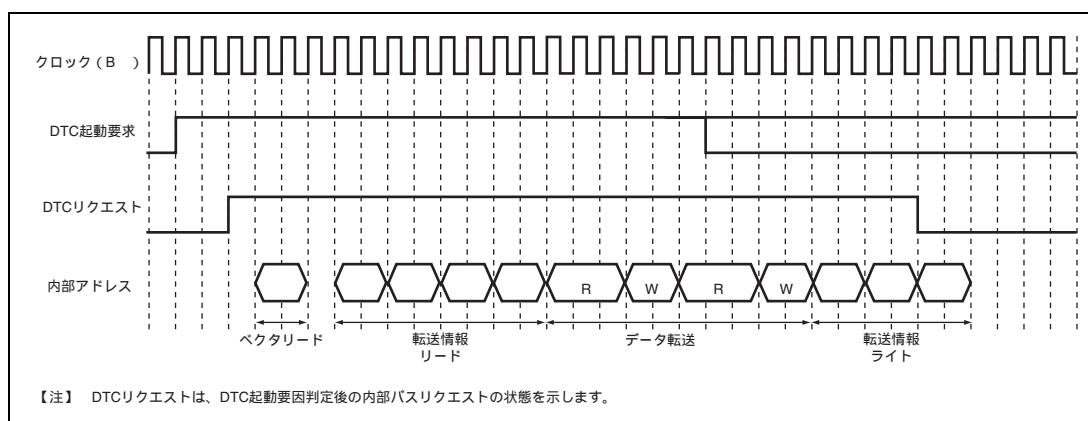 クロック（B　）
DTC起動要求
DTCリクエスト
内部アドレス
R W R W
ベクタリード 転送情報 データ転送 転送情報
リード ライト
【注】 DTCリクエストは、DTC起動要因判定後の内部バスリクエストの状態を示します。